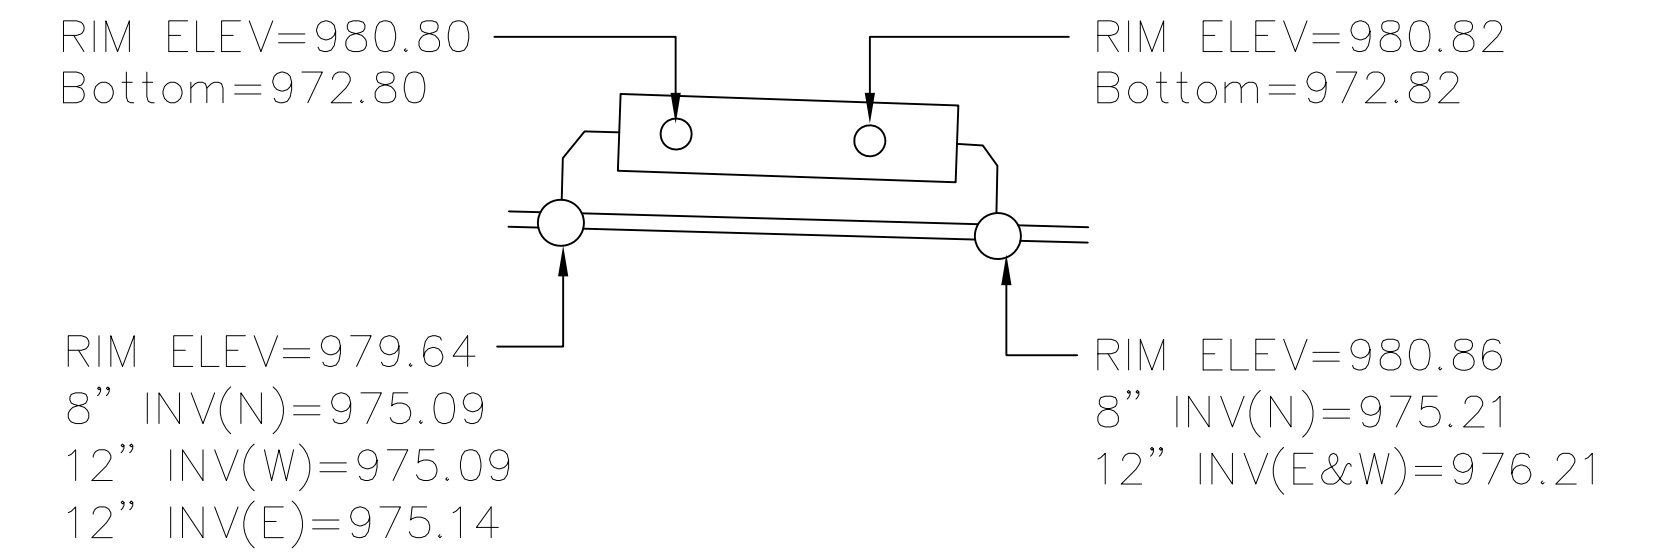 RIM ELEV=980.80
Bottom=972.80
RIM ELEV=980.82
Bottom=972.82
RIM ELEV=979.64
8” INV(N)=975.09
12” INV(W)=975.09
12” INV(E)=975.14
RIM ELEV=980.86
8” INV(N)=975.21
12” INV(E&W)=976.21